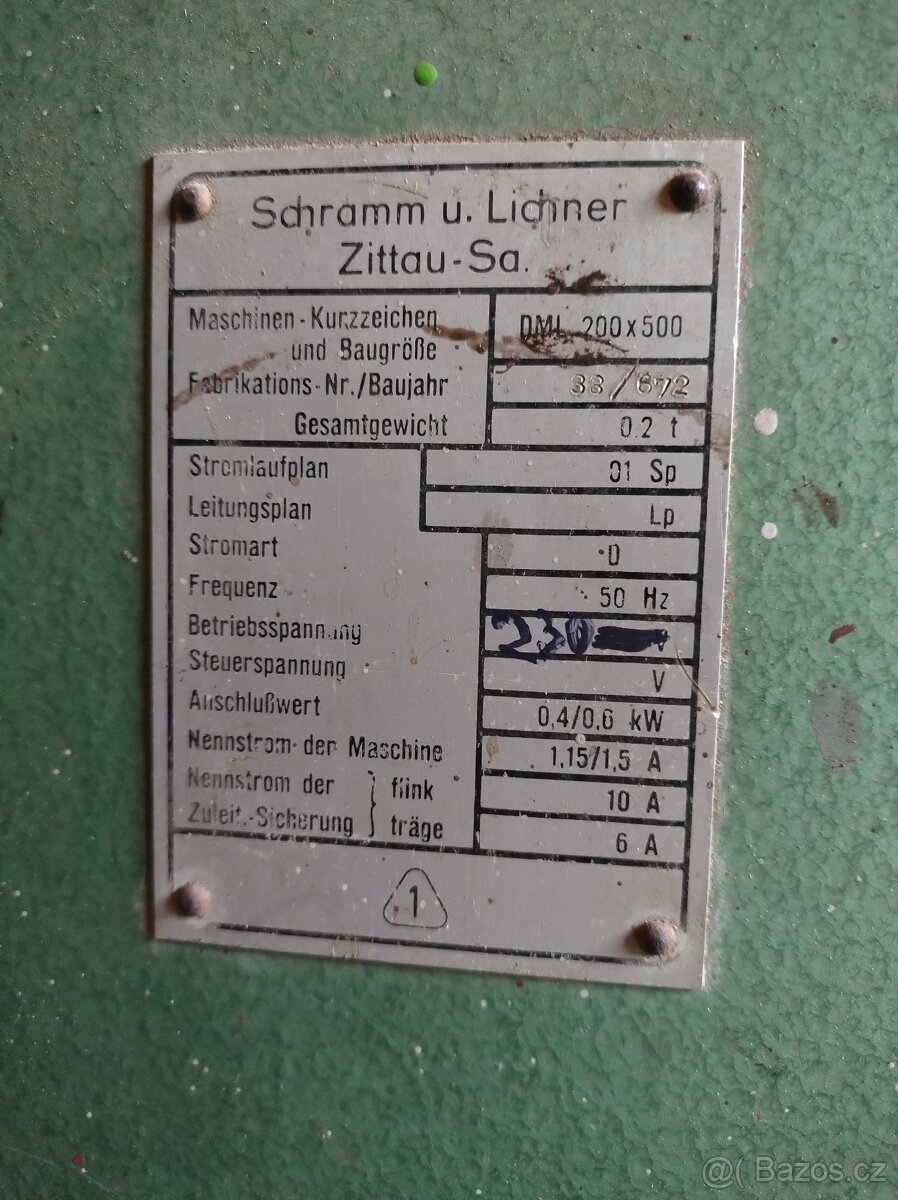 Schramm u. Lichner
Zittau-Sa.
Maschinen-Kurzzeichen und Baugröße DML 200x500
Fabrikations-Nr./Baujahr 38/672
Gesamtgewicht 0.2 t
Stromlaufplan 01 Sp
Leitungsplan Lp
Stromart D
Frequenz 50 Hz
Betriebsspannung 230 V
Steuerspannung V
Anschlußwert 0,4/0,6 kW
Nennstrom der Maschine 1,15/1,5 A
Nennstrom der Zuleit.-Sicherung flink 10 A
träge 6 A
1
@( Bazos.cz